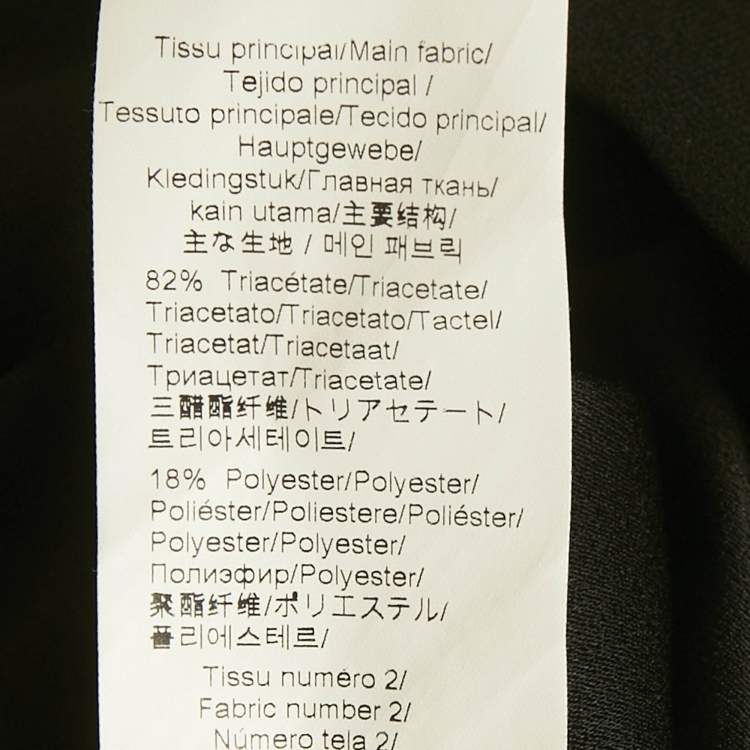 Tissu principal/Main fabric/
Tejido principal /
Tessuto principale/Tecido principal/
Hauptgewebe/
Kledingstuk/Главная ткань/
kain utama/主要结构/
主な生地 / 메인 패브릭
82% Triacétate/Triacetate/
Triacetato/Triacetato/Tactel/
Triacetat/Triacetaat/
Триацетат/Triacetate/
三醋酯纤维/トリアセテート/
트리아세테이트/
18% Polyester/Polyester/
Poliéster/Poliestere/Poliéster/
Polyester/Polyester/
Полиэфир/Polyester/
聚酯纤维/ポリエステル/
폴리에스테르/
Tissu numéro 2/
Fabric number 2/
Número tela 2/